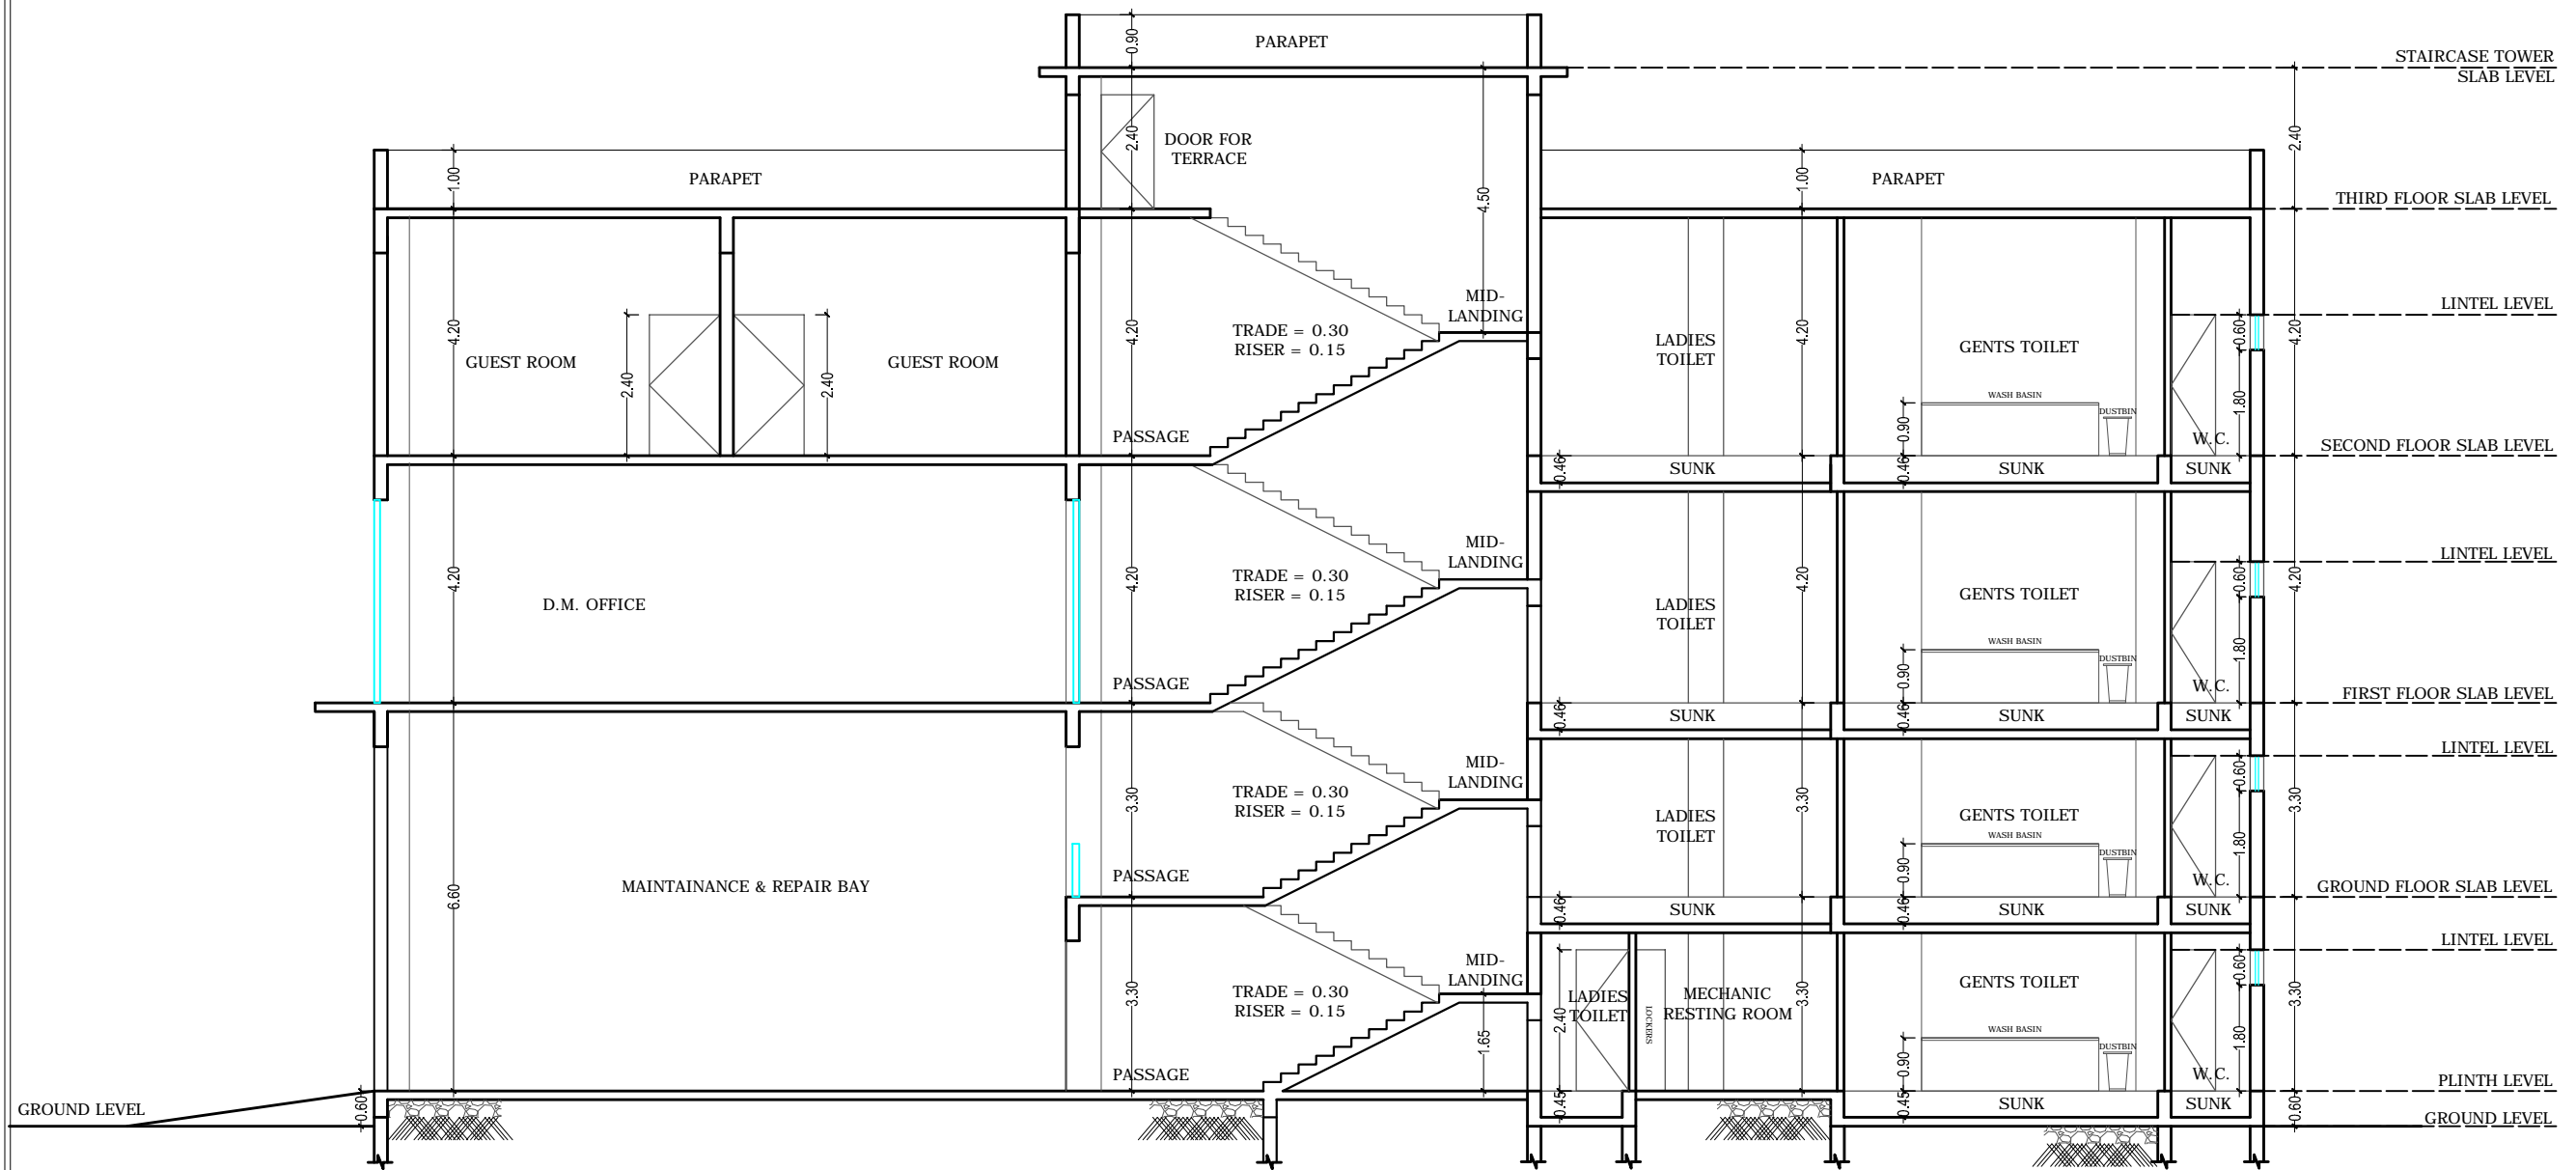 PARAPET
0.90
STAIRCASE TOWER
SLAB LEVEL
2.40
DOOR FOR
TERRACE
2.40
4.50
1.00
PARAPET
1.00
PARAPET
THIRD FLOOR SLAB LEVEL
MID-
LANDING
LINTEL LEVEL
4.20
GUEST ROOM
2.40
2.40
GUEST ROOM
4.20
TRADE = 0.30
RISER = 0.15
LADIES
TOILET
4.20
GENTS TOILET
0.60
4.20
WASH BASIN
DUSTBIN
0.90
1.80
PASSAGE
W.C.
SECOND FLOOR SLAB LEVEL
0.46
SUNK
0.46
SUNK
SUNK
MID-
LANDING
LINTEL LEVEL
4.20
D.M. OFFICE
4.20
TRADE = 0.30
RISER = 0.15
LADIES
TOILET
4.20
GENTS TOILET
0.60
4.20
WASH BASIN
DUSTBIN
0.90
1.80
PASSAGE
W.C.
FIRST FLOOR SLAB LEVEL
0.46
SUNK
0.46
SUNK
SUNK
MID-
LANDING
LINTEL LEVEL
3.30
TRADE = 0.30
RISER = 0.15
LADIES
TOILET
3.30
GENTS TOILET
0.60
3.30
WASH BASIN
DUSTBIN
0.90
1.80
6.60
MAINTAINANCE & REPAIR BAY
PASSAGE
W.C.
GROUND FLOOR SLAB LEVEL
0.46
SUNK
0.46
SUNK
SUNK
MID-
LANDING
LINTEL LEVEL
3.30
TRADE = 0.30
RISER = 0.15
1.65
2.40
LADIES
TOILET
LOCKERS
MECHANIC
RESTING ROOM
3.30
GENTS TOILET
0.60
3.30
WASH BASIN
DUSTBIN
0.90
1.80
PASSAGE
W.C.
PLINTH LEVEL
GROUND LEVEL
0.60
0.45
0.45
SUNK
SUNK
0.60
GROUND LEVEL